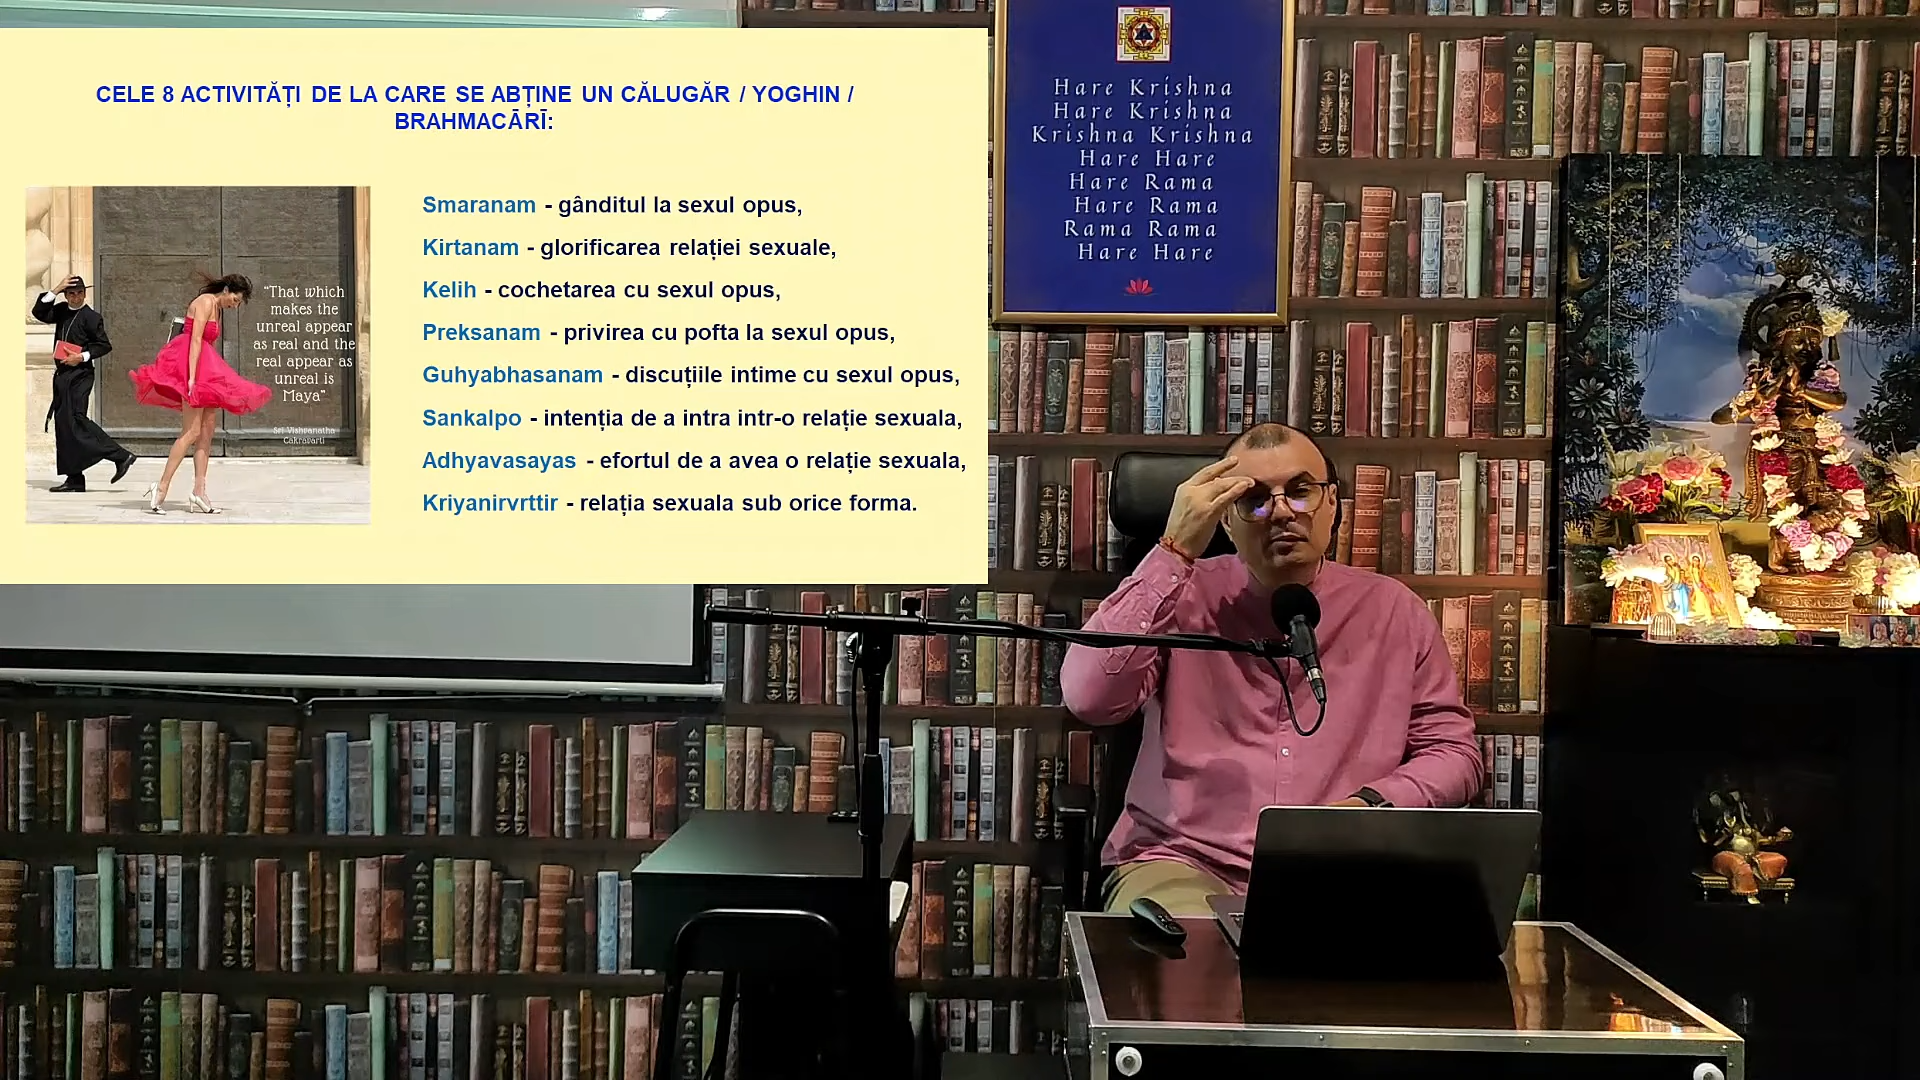 CELE 8 ACTIVITĂȚI DE LA CARE SE ABȚINE UN CĂLUGĂR / YOGHIN /
BRAHMACĀRĪ:
Smaranam - gânditul la sexul opus,
Kirtanam - glorificarea relației sexuale,
Kelih - cochetarea cu sexul opus,
Preksanam - privirea cu pofta la sexul opus,
Guhyabhasanam - discuțiile intime cu sexul opus,
Sankalpo - intenția de a intra intr-o relație sexuala,
Adhyavasayas - efortul de a avea o relație sexuala,
Kriyanirvrttir - relația sexuala sub orice forma.
"That which
makes the
unreal appear
as real and the
real appear as
unreal is
Maya"
Sri Vishvanatha
Cakravarti
Hare Krishna
Hare Krishna
Krishna Krishna
Hare Hare
Hare Rama
Hare Rama
Rama Rama
Hare Hare